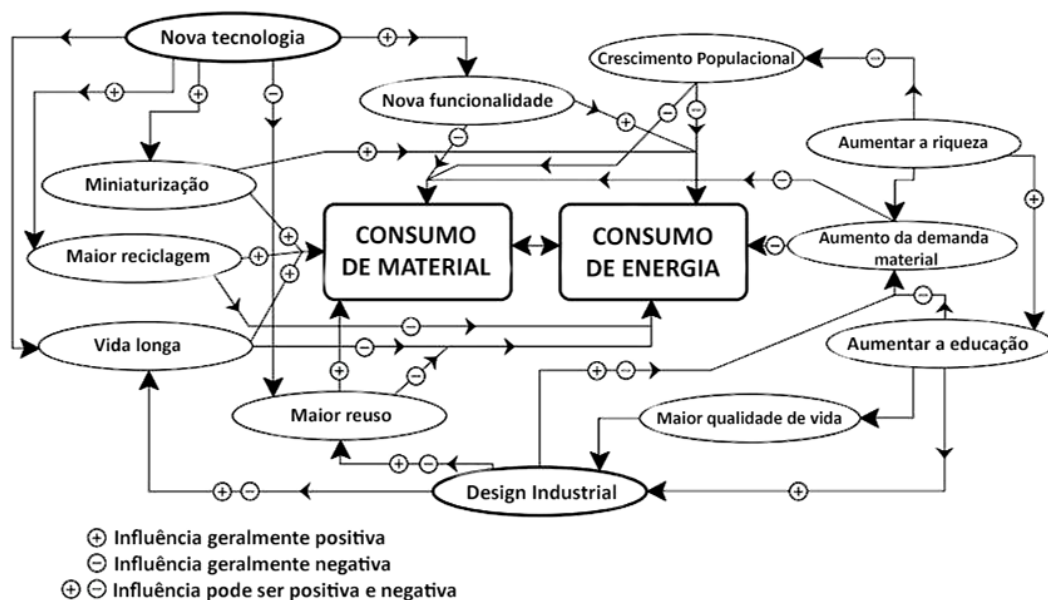 Nova tecnologia
Crescimento Populacional
Nova funcionalidade
Aumentar a riqueza
Miniaturização
CONSUMO
DE MATERIAL
CONSUMO
DE ENERGIA
Aumento da demanda
material
Maior reciclagem
Vida longa
Aumentar a educação
Maior reuso
Maior qualidade de vida
Design Industrial
⊕ Influência geralmente positiva
⊖ Influência geralmente negativa
⊕ ⊖ Influência pode ser positiva e negativa